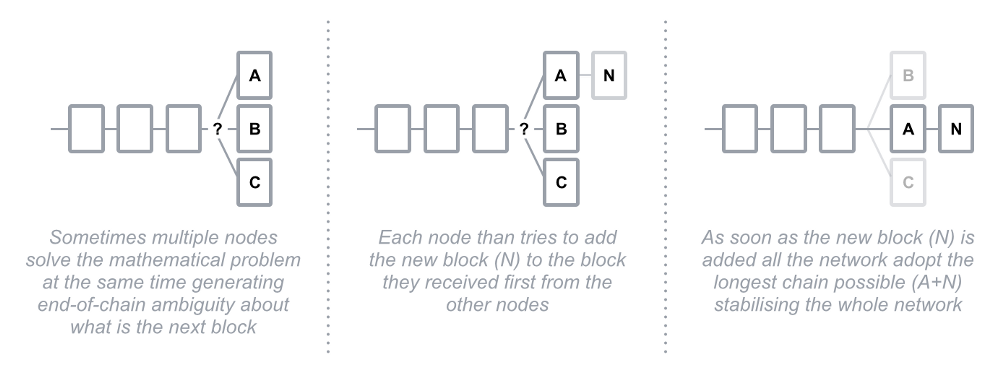 A
?
B
C
Sometimes multiple nodes
solve the mathematical problem
at the same time generating
end-of-chain ambiguity about
what is the next block
A
N
?
B
C
Each node than tries to add
the new block (N) to the block
they received first from the
other nodes
B
A
N
C
As soon as the new block (N) is
added all the network adopt the
longest chain possible (A+N)
stabilising the whole network